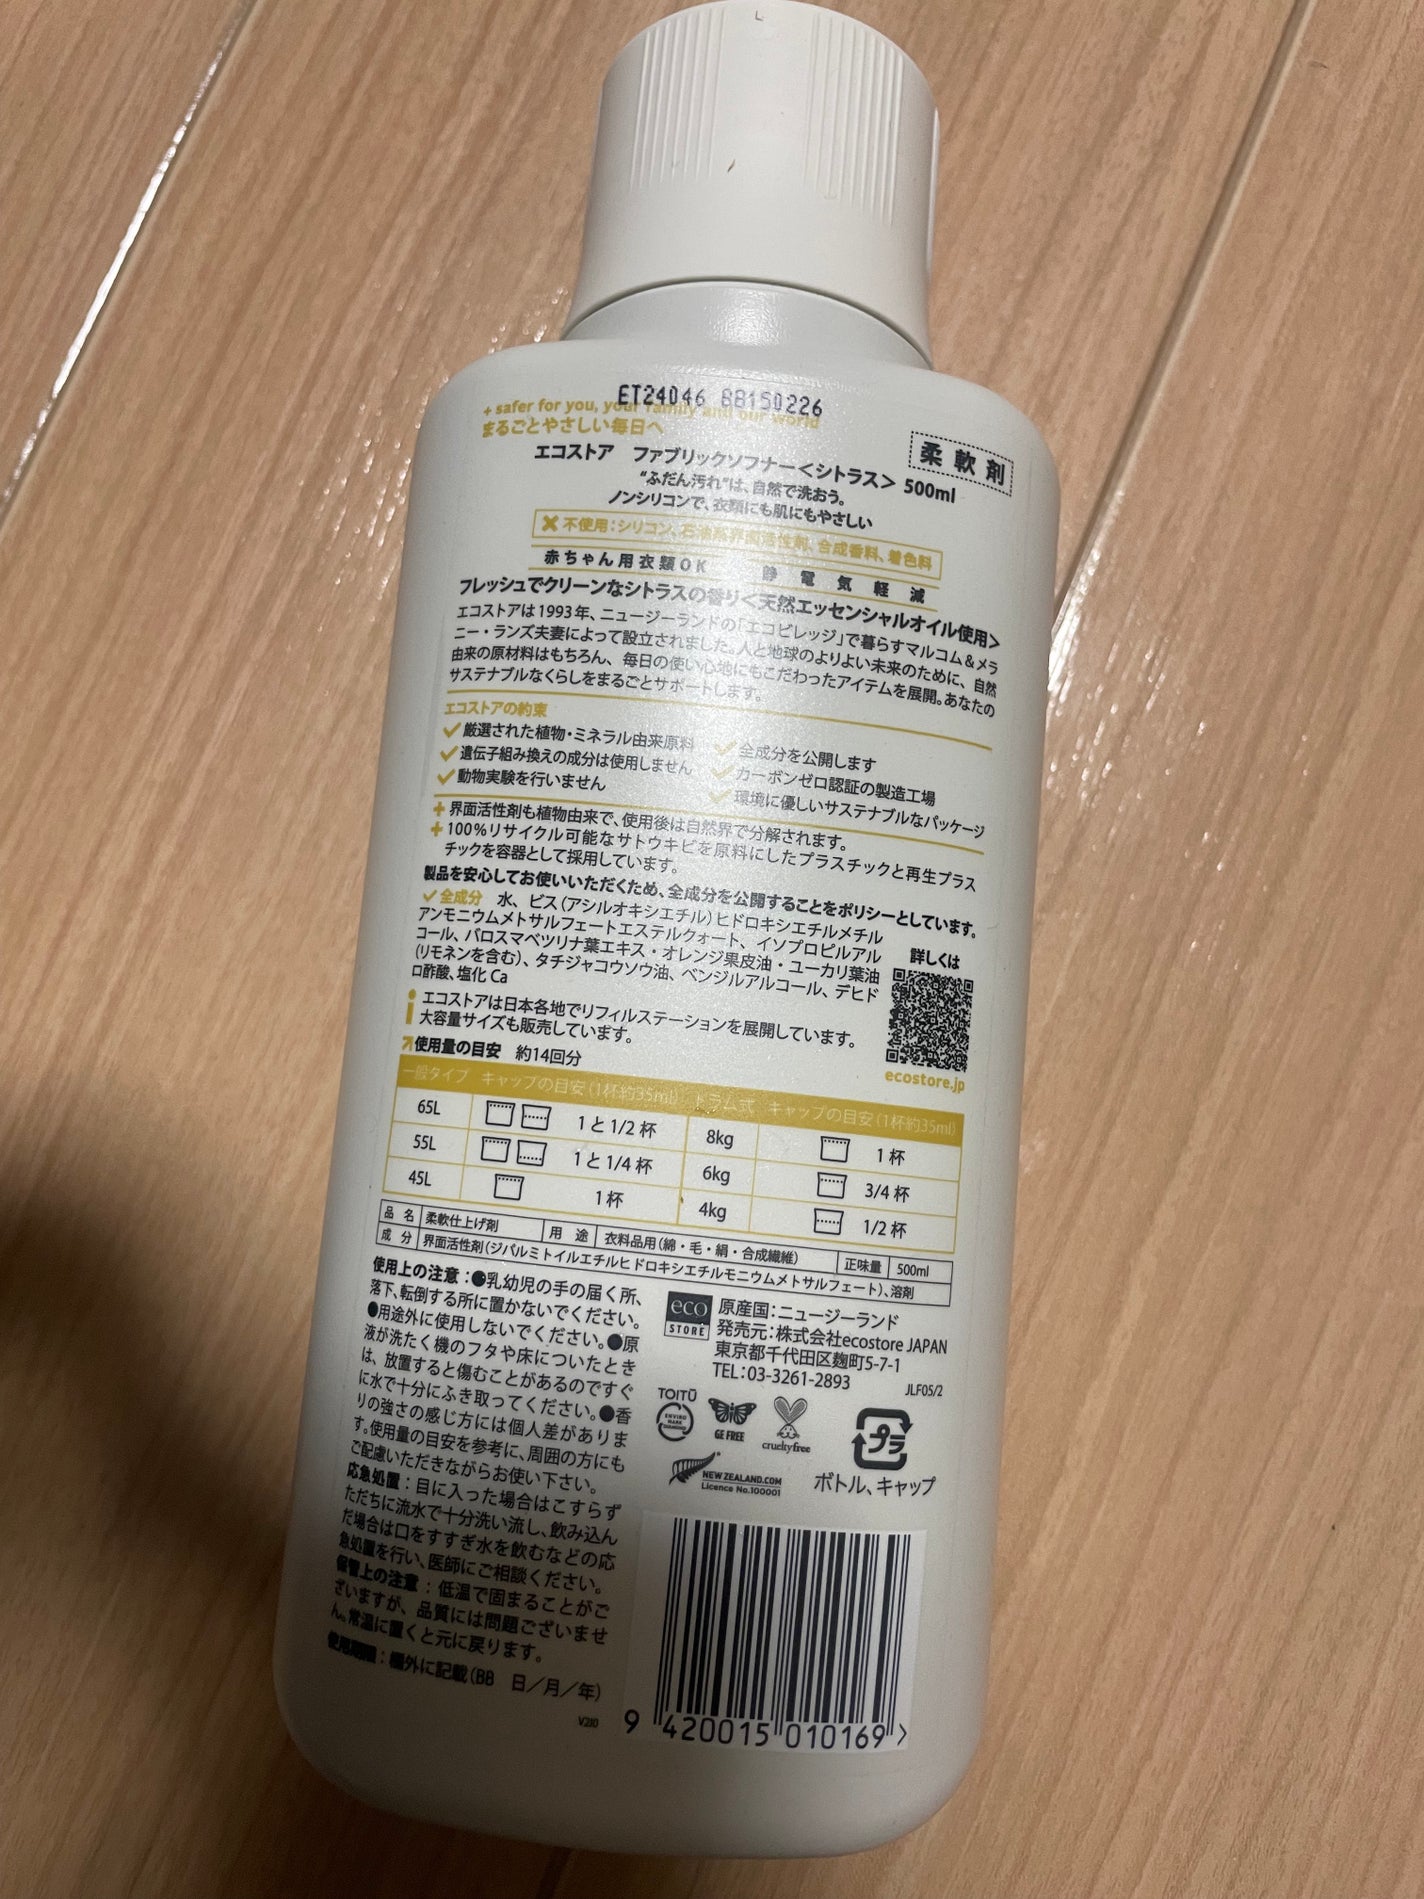 ET24046 BB150226
+ safer for you, your family and our world
まるごとやさしい毎日へ
柔軟剤
エコストア ファブリックソフナー＜シトラス＞ 500ml
“ふだん汚れ”は、自然で洗おう。
ノンシリコンで、衣類にも肌にもやさしい
✕ 不使用：シリコン、石油系界面活性剤、合成香料、着色料
赤ちゃん用衣類OK 静電気軽減
フレッシュでクリーンなシトラスの香り＜天然エッセンシャルオイル使用＞
エコストアは1993年、ニュージーランドの「エコビレッジ」で暮らすマルコム＆メラ
ニー・ランズ夫妻によって設立されました。人と地球のよりよい未来のために、自然
由来の原材料はもちろん、毎日の使い心地にもこだわったアイテムを展開。あなたの
サステナブルなくらしをまるごとサポートします。
エコストアの約束
✓厳選された植物・ミネラル由来原料 ✓全成分を公開します
✓遺伝子組み換えの成分は使用しません ✓カーボンゼロ認証の製造工場
✓動物実験を行いません ✓環境に優しいサステナブルなパッケージ
+ 界面活性剤も植物由来で、使用後は自然界で分解されます。
+ 100%リサイクル可能なサトウキビを原料にしたプラスチックと再生プラス
チックを容器として採用しています。
製品を安心してお使いいただくため、全成分を公開することをポリシーとしています。
✓全成分 水、ビス（アシルオキシエチル）ヒドロキシエチルメチル
アンモニウムメトサルフェートエステルクォート、イソプロピルアル
コール、バロスマベツリナ葉エキス・オレンジ果皮油・ユーカリ葉油
（リモネンを含む）、タチジャコウソウ油、ベンジルアルコール、デヒド
ロ酢酸、塩化 Ca
詳しくは
ecostore.jp
i エコストアは日本各地でリフィルステーションを展開しています。
大容量サイズも販売しています。
使用量の目安 約14回分
一般タイプ キャップの目安（1杯約35ml） ドラム式 キャップの目安（1杯約35ml）
65L 1と1/2杯 8kg 1杯
55L 1と1/4杯 6kg 3/4杯
45L 1杯 4kg 1/2杯
品名 柔軟仕上げ剤 用途 衣料品用（綿・毛・絹・合成繊維） 正味量 500ml
成分 界面活性剤（ジパルミトイルエチルヒドロキシエチルモニウムメトサルフェート）、溶剤
使用上の注意：●乳幼児の手の届く所、
落下、転倒する所に置かないでください。
●用途外に使用しないでください。●原
液が洗たく機のフタや床についたとき
は、放置すると傷むことがあるのですぐ
に水で十分にふき取ってください。●香
りの強さの感じ方には個人差がありま
す。使用量の目安を参考に、周囲の方にも
ご配慮いただきながらお使い下さい。
応急処置：目に入った場合はこすらず
ただちに流水で十分洗い流し、飲み込ん
だ場合は口をすすぎ水を飲むなどの応
急処置を行い、医師にご相談ください。
保管上の注意：低温で固まることがご
ざいますが、品質には問題ございませ
ん。常温に置くと元に戻ります。
使用期限：欄外に記載（BB 日／月／年）
V210
eco
STORE
原産国：ニュージーランド
発売元：株式会社ecostore JAPAN
東京都千代田区麹町5-7-1
TEL：03-3261-2893
JLF05/2
TOITŪ
ENVIRO
MARK
DIAMOND
GE FREE
crueltyfree
プラ
ボトル、キャップ
NEW ZEALAND.COM
Licence No.100001
9 420015 010169 >